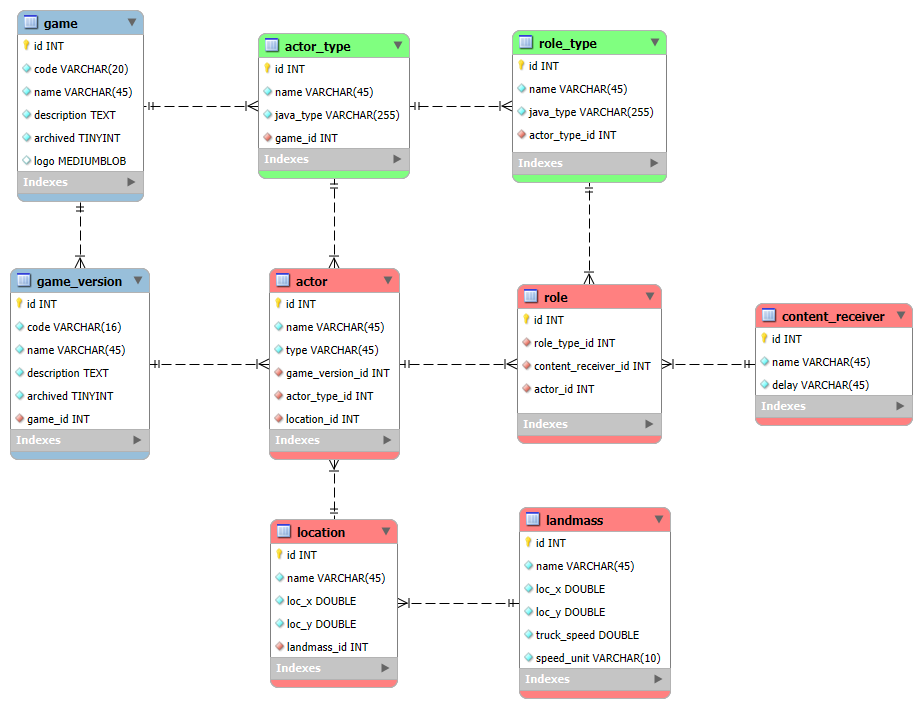 game
id INT
code VARCHAR(20)
name VARCHAR(45)
description TEXT
archived TINYINT
logo MEDIUMBLOB
Indexes
actor_type
id INT
name VARCHAR(45)
java_type VARCHAR(255)
game_id INT
Indexes
role_type
id INT
name VARCHAR(45)
java_type VARCHAR(255)
actor_type_id INT
Indexes
game_version
id INT
code VARCHAR(16)
name VARCHAR(45)
description TEXT
archived TINYINT
game_id INT
Indexes
actor
id INT
name VARCHAR(45)
type VARCHAR(45)
game_version_id INT
actor_type_id INT
location_id INT
Indexes
role
id INT
role_type_id INT
content_receiver_id INT
actor_id INT
Indexes
content_receiver
id INT
name VARCHAR(45)
delay VARCHAR(45)
Indexes
location
id INT
name VARCHAR(45)
loc_x DOUBLE
loc_y DOUBLE
landmass_id INT
Indexes
landmass
id INT
name VARCHAR(45)
loc_x DOUBLE
loc_y DOUBLE
truck_speed DOUBLE
speed_unit VARCHAR(10)
Indexes